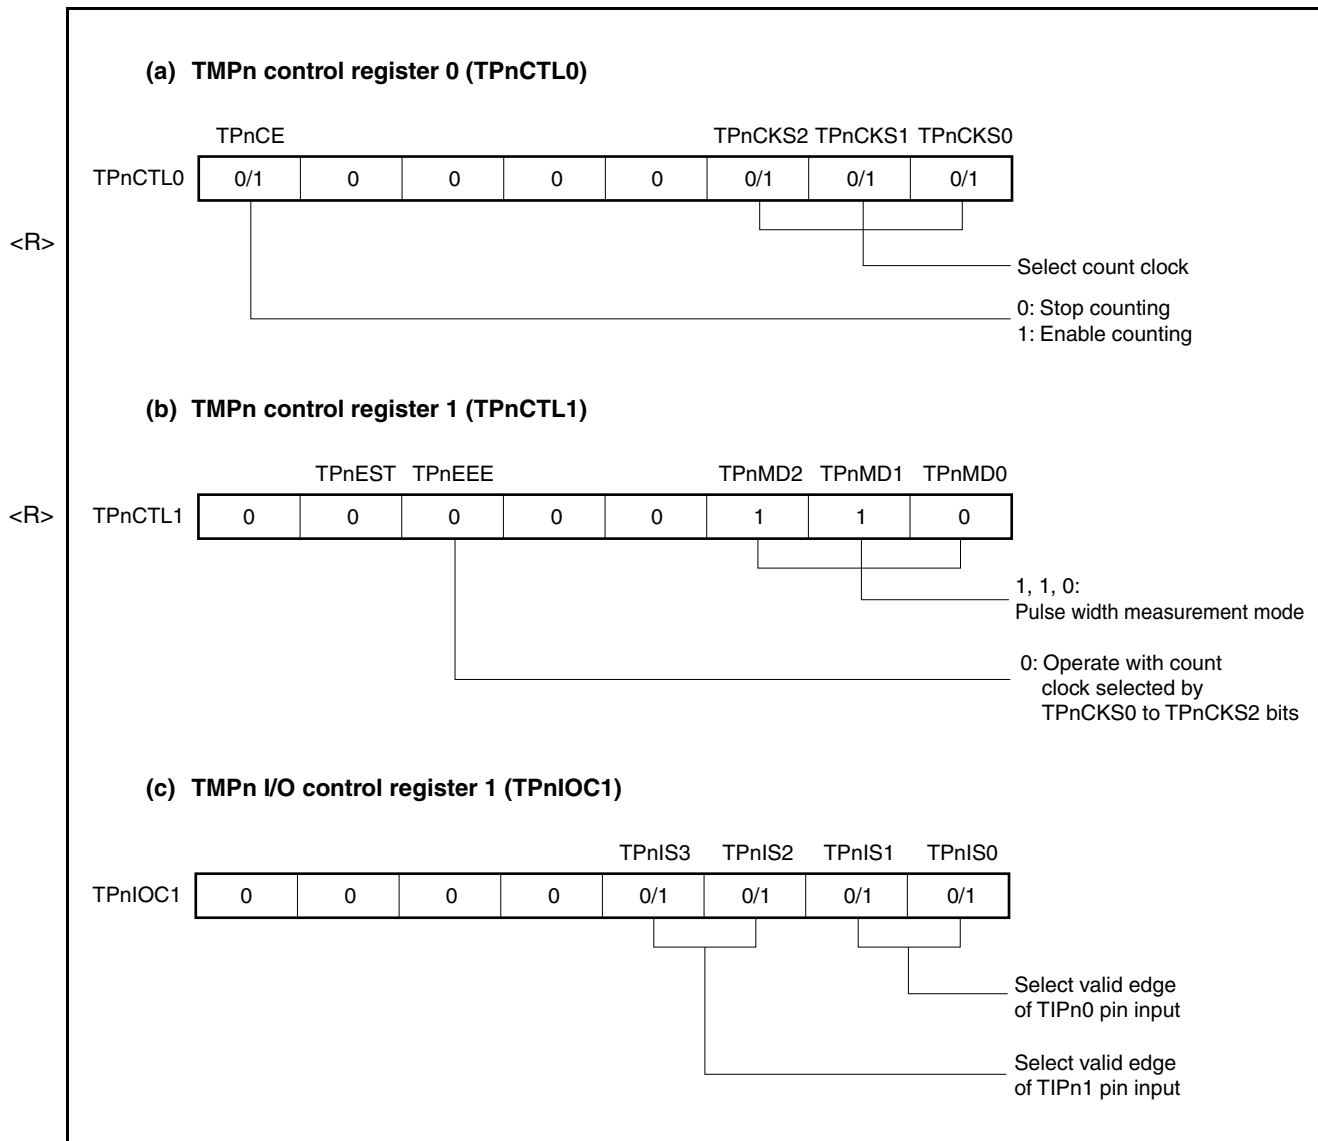 (a) TMPn control register 0 (TPnCTL0)
TPnCE TPnCKS2 TPnCKS1 TPnCKS0
TPnCTL0 0/1 0 0 0 0 0/1 0/1 0/1
<R>
Select count clock
0: Stop counting
1: Enable counting
(b) TMPn control register 1 (TPnCTL1)
TPnEST TPnEEE TPnMD2 TPnMD1 TPnMD0
<R> TPnCTL1 0 0 0 0 0 1 1 0
1, 1, 0:
Pulse width measurement mode
0: Operate with count
clock selected by
TPnCKS0 to TPnCKS2 bits
(c) TMPn I/O control register 1 (TPnIOC1)
TPnIS3 TPnIS2 TPnIS1 TPnIS0
TPnIOC1 0 0 0 0 0/1 0/1 0/1 0/1
Select valid edge
of TIPn0 pin input
Select valid edge
of TIPn1 pin input